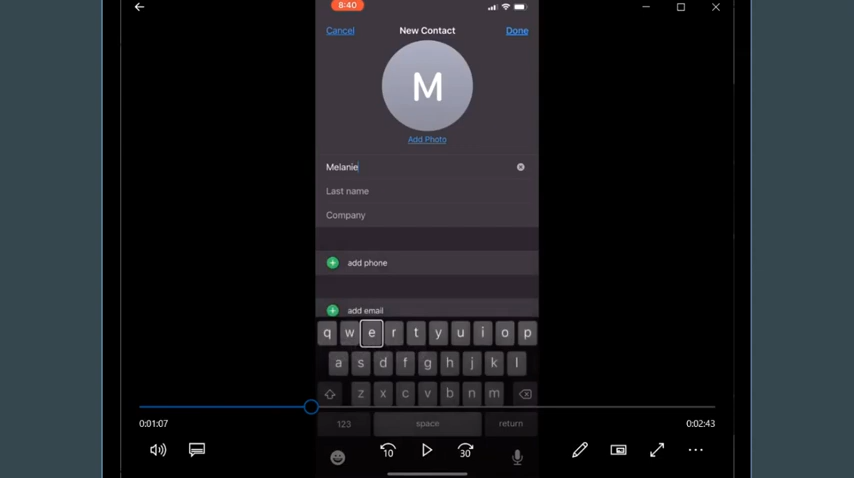 8:40
Cancel New Contact Done
M
Add Photo
Melanie
Last name
Company
add phone
add email
q w e r t y u i o p
a s d f g h j k l
z x c v b n m
0:01:07 0:02:43
123 space return
10 30